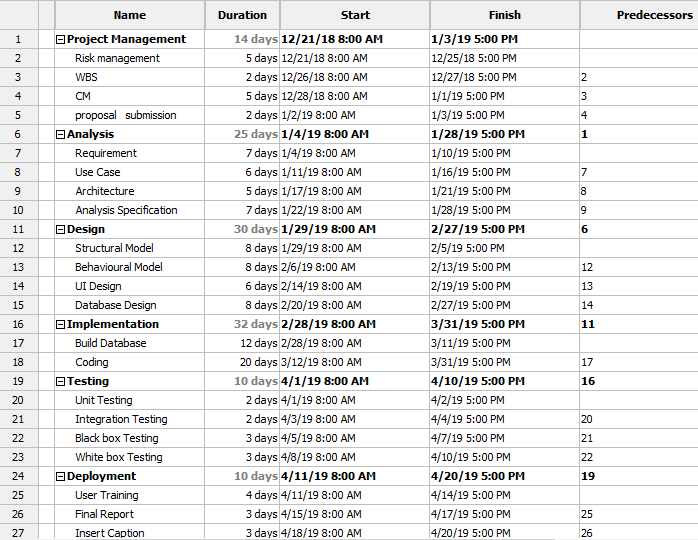 Name Duration Start Finish Predecessors
1 Project Management 14 days 12/21/18 8:00 AM 1/3/19 5:00 PM
2 Risk management 5 days 12/21/18 8:00 AM 12/25/18 5:00 PM
3 WBS 2 days 12/26/18 8:00 AM 12/27/18 5:00 PM 2
4 CM 5 days 12/28/18 8:00 AM 1/1/19 5:00 PM 3
5 proposal submission 2 days 1/2/19 8:00 AM 1/3/19 5:00 PM 4
6 Analysis 25 days 1/4/19 8:00 AM 1/28/19 5:00 PM 1
7 Requirement 7 days 1/4/19 8:00 AM 1/10/19 5:00 PM
8 Use Case 6 days 1/11/19 8:00 AM 1/16/19 5:00 PM 7
9 Architecture 5 days 1/17/19 8:00 AM 1/21/19 5:00 PM 8
10 Analysis Specification 7 days 1/22/19 8:00 AM 1/28/19 5:00 PM 9
11 Design 30 days 1/29/19 8:00 AM 2/27/19 5:00 PM 6
12 Structural Model 8 days 1/29/19 8:00 AM 2/5/19 5:00 PM
13 Behavioural Model 8 days 2/6/19 8:00 AM 2/13/19 5:00 PM 12
14 UI Design 6 days 2/14/19 8:00 AM 2/19/19 5:00 PM 13
15 Database Design 8 days 2/20/19 8:00 AM 2/27/19 5:00 PM 14
16 Implementation 32 days 2/28/19 8:00 AM 3/31/19 5:00 PM 11
17 Build Database 12 days 2/28/19 8:00 AM 3/11/19 5:00 PM
18 Coding 20 days 3/12/19 8:00 AM 3/31/19 5:00 PM 17
19 Testing 10 days 4/1/19 8:00 AM 4/10/19 5:00 PM 16
20 Unit Testing 2 days 4/1/19 8:00 AM 4/2/19 5:00 PM
21 Integration Testing 2 days 4/3/19 8:00 AM 4/4/19 5:00 PM 20
22 Black box Testing 3 days 4/5/19 8:00 AM 4/7/19 5:00 PM 21
23 White box Testing 3 days 4/8/19 8:00 AM 4/10/19 5:00 PM 22
24 Deployment 10 days 4/11/19 8:00 AM 4/20/19 5:00 PM 19
25 User Training 4 days 4/11/19 8:00 AM 4/14/19 5:00 PM
26 Final Report 3 days 4/15/19 8:00 AM 4/17/19 5:00 PM 25
27 Insert Caption 3 days 4/18/19 8:00 AM 4/20/19 5:00 PM 26